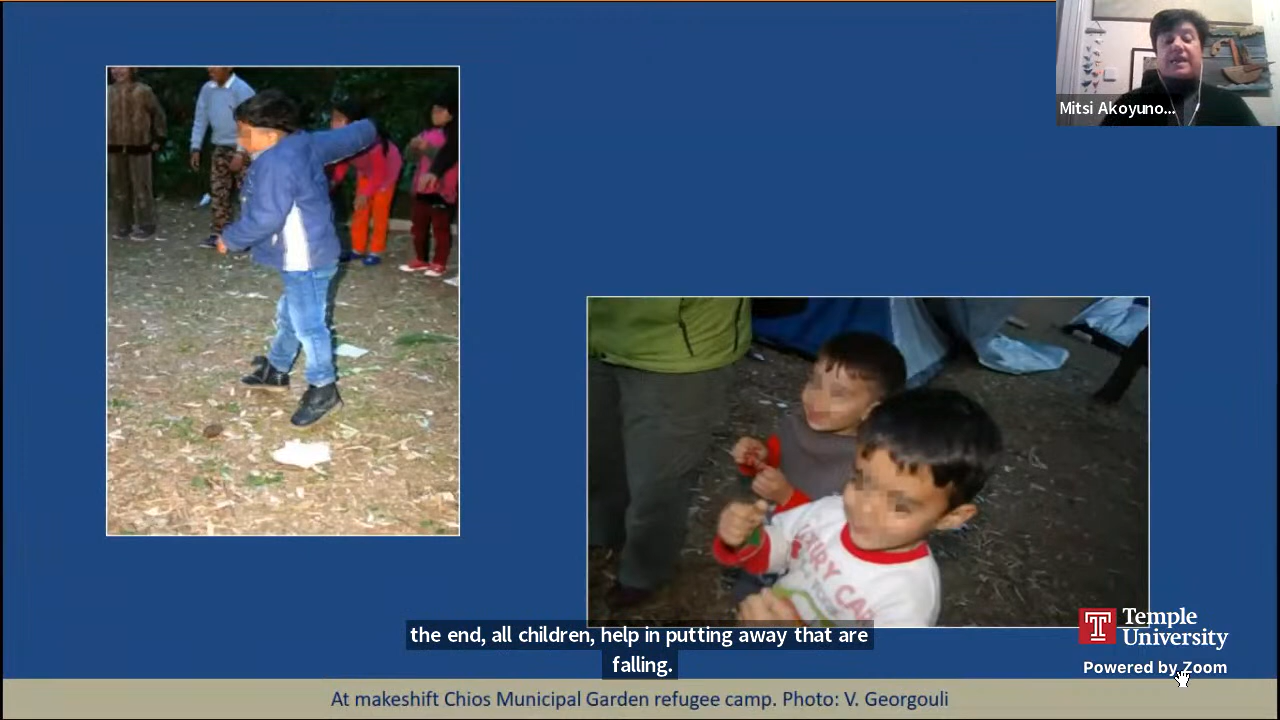 Mitsi Akoyuno...
the end, all children, help in putting away that are
falling.
Temple
University
Powered by Zoom
At makeshift Chios Municipal Garden refugee camp. Photo: V. Georgouli